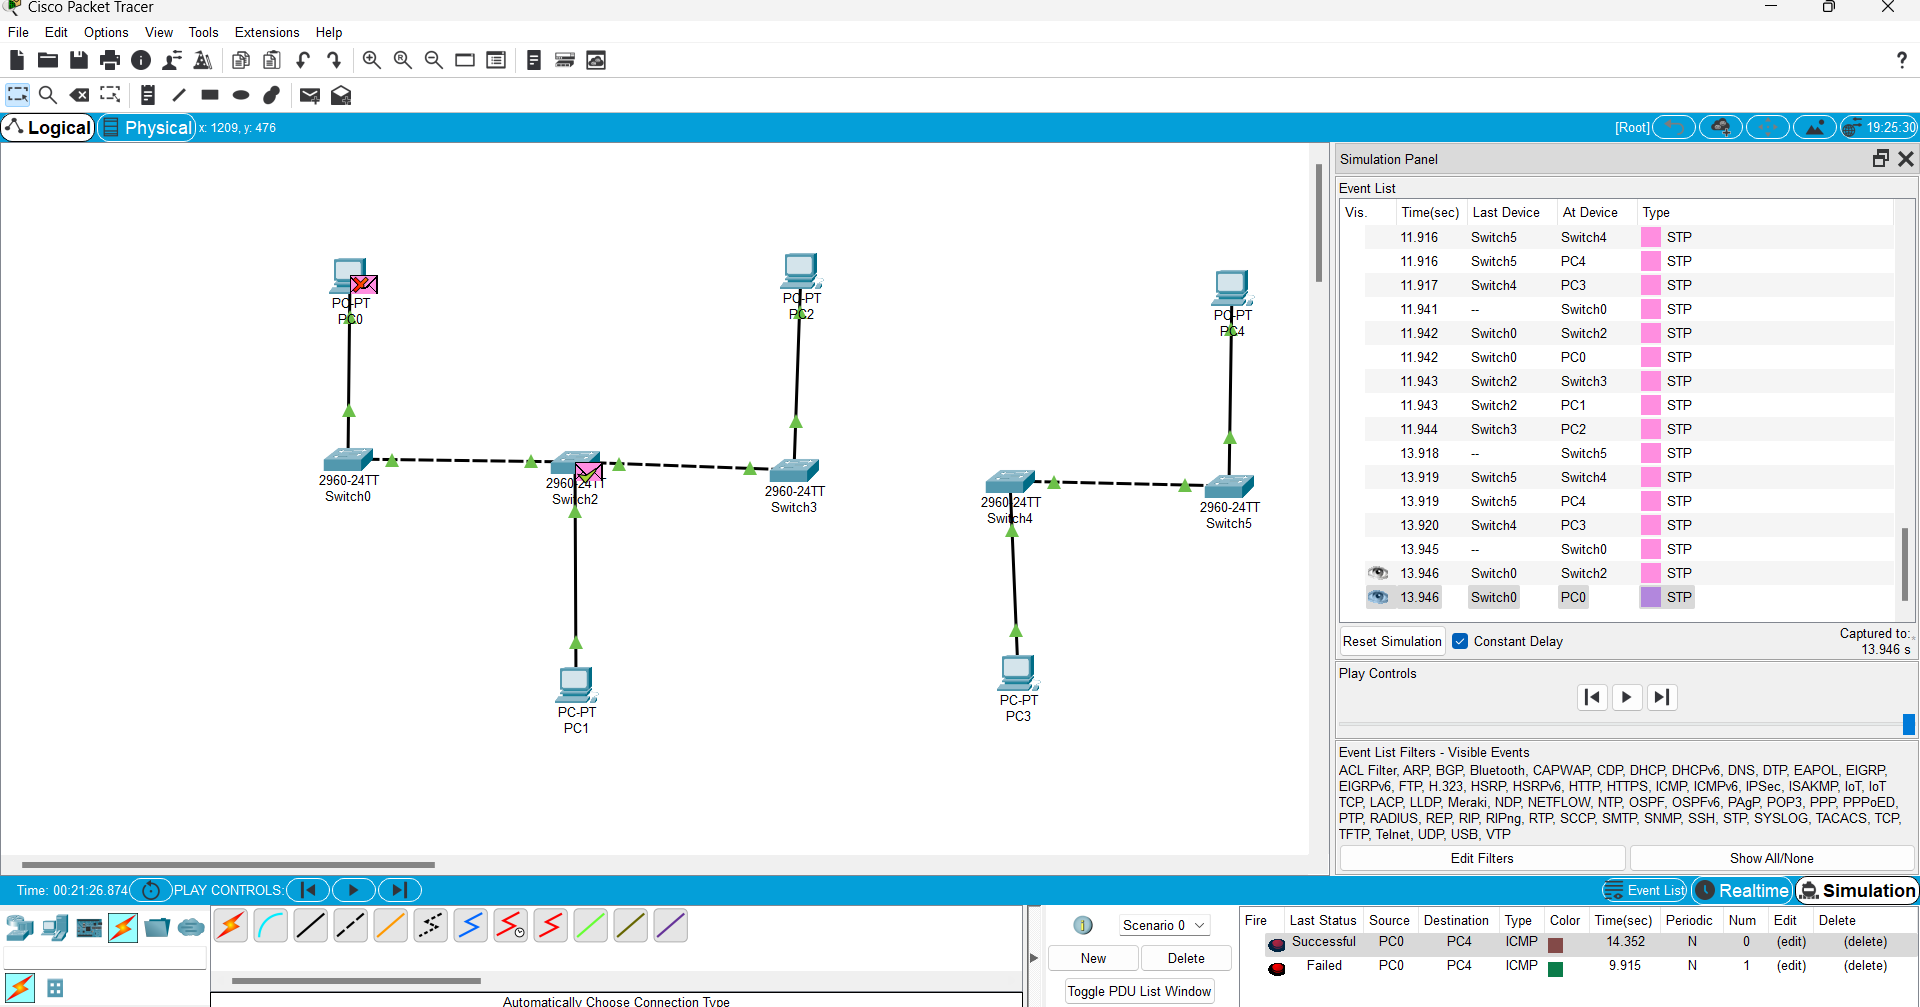 Cisco Packet Tracer
File Edit Options View Tools Extensions Help
Logical Physical x: 1209, y: 476 [Root] 19:25:30
PC-PT
PC0
PC-PT
PC2
PC-PT
PC4
2960-24TT
Switch0
2960-24TT
Switch2
2960-24TT
Switch3
2960-24TT
Switch4
2960-24TT
Switch5
PC-PT
PC1
PC-PT
PC3
Simulation Panel
Event List
Vis. Time(sec) Last Device At Device Type
11.916 Switch5 Switch4 STP
11.916 Switch5 PC4 STP
11.917 Switch4 PC3 STP
11.941 -- Switch0 STP
11.942 Switch0 Switch2 STP
11.942 Switch0 PC0 STP
11.943 Switch2 Switch3 STP
11.943 Switch2 PC1 STP
11.944 Switch3 PC2 STP
13.918 -- Switch5 STP
13.919 Switch5 Switch4 STP
13.919 Switch5 PC4 STP
13.920 Switch4 PC3 STP
13.945 -- Switch0 STP
13.946 Switch0 Switch2 STP
13.946 Switch0 PC0 STP
Reset Simulation Constant Delay Captured to:
13.946 s
Play Controls
Event List Filters - Visible Events
ACL Filter, ARP, BGP, Bluetooth, CAPWAP, CDP, DHCP, DHCPv6, DNS, DTP, EAPOL, EIGRP,
EIGRPv6, FTP, H.323, HSRP, HSRPv6, HTTP, HTTPS, ICMP, ICMPv6, IPSec, ISAKMP, IoT, IoT
TCP, LACP, LLDP, Meraki, NDP, NETFLOW, NTP, OSPF, OSPFv6, PAgP, POP3, PPP, PPPoED,
PTP, RADIUS, REP, RIP, RIPng, RTP, SCCP, SMTP, SNMP, SSH, STP, SYSLOG, TACACS, TCP,
TFTP, Telnet, UDP, USB, VTP
Edit Filters Show All/None
Time: 00:21:26.874 PLAY CONTROLS: Event List Realtime Simulation
Automatically Choose Connection Type
Scenario 0
New Delete
Toggle PDU List Window
Fire Last Status Source Destination Type Color Time(sec) Periodic Num Edit Delete
Successful PC0 PC4 ICMP 14.352 N 0 (edit) (delete)
Failed PC0 PC4 ICMP 9.915 N 1 (edit) (delete)